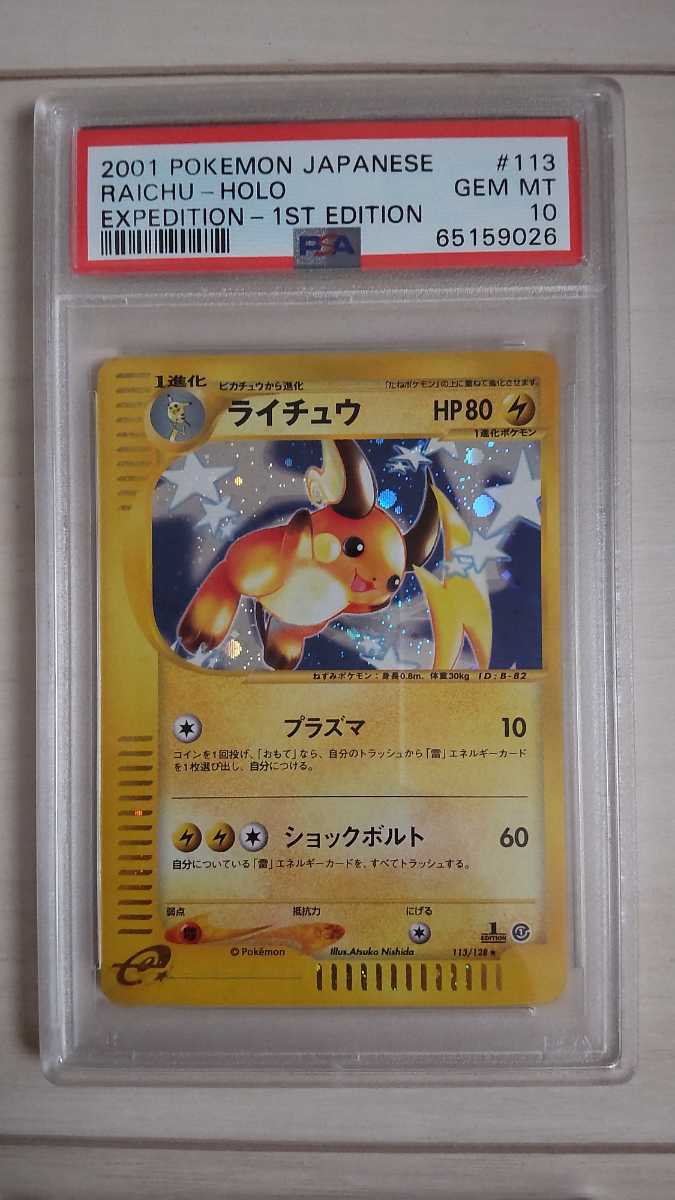 2001 POKEMON JAPANESE #113
RAICHU - HOLO GEM MT
EXPEDITION - 1ST EDITION 10
PSA 65159026
1進化 ピカチュウから進化 「たねポケモン」の上に重ねて進化させます。
ライチュウ HP80
1進化ポケモン
ねずみポケモン:身長0.8m、体重30kg ID:B-82
プラズマ 10
コインを1回投げ、「おもて」なら、自分のトラッシュから「雷」エネルギーカード
を1枚選び出し、自分につける。
ショックボルト 60
自分についている「雷」エネルギーカードを、すべてトラッシュする。
弱点 抵抗力 にげる
1 EDITION
© Pokémon Illus.Atsuko Nishida 113/128 ★